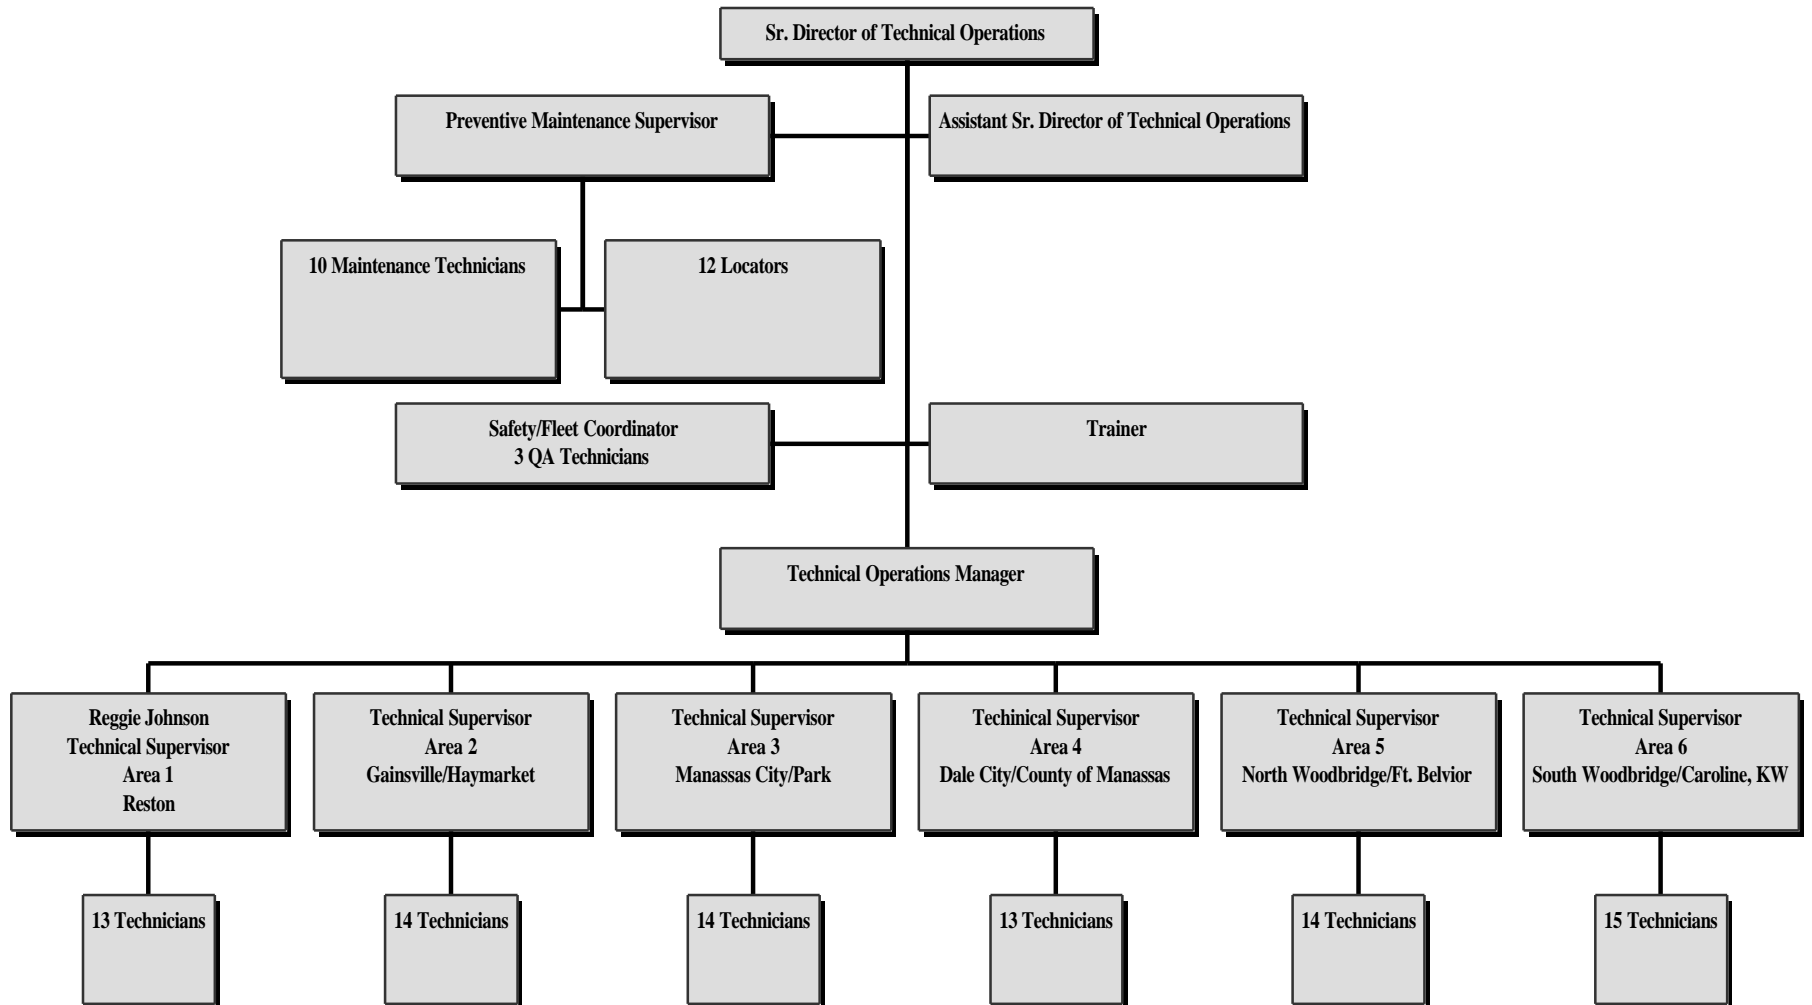 Sr. Director of Technical Operations
Preventive Maintenance Supervisor
Assistant Sr. Director of Technical Operations
10 Maintenance Technicians
12 Locators
Safety/Fleet Coordinator
3 QA Technicians
Trainer
Technical Operations Manager
Reggie Johnson
Technical Supervisor
Area 1
Reston
Technical Supervisor
Area 2
Gainsville/Haymarket
Technical Supervisor
Area 3
Manassas City/Park
Techinical Supervisor
Area 4
Dale City/County of Manassas
Technical Supervisor
Area 5
North Woodbridge/Ft. Belvior
Technical Supervisor
Area 6
South Woodbridge/Caroline, KW
13 Technicians
14 Technicians
14 Technicians
13 Technicians
14 Technicians
15 Technicians